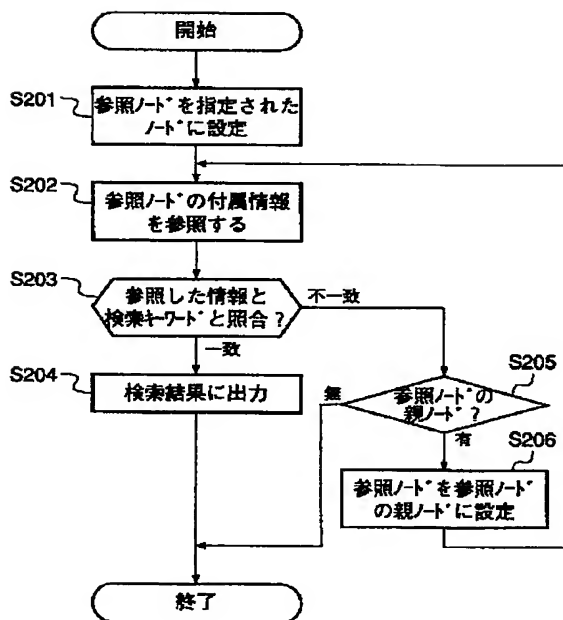 開始
S201
参照ノードを指定された
ノードに設定
S202
参照ノードの付属情報
を参照する
S203
参照した情報と
検索キーワードと照合?
不一致
一致
S204
検索結果に出力
S205
参照ノードの
親ノード?
無
有
S206
参照ノードを参照ノード
の親ノードに設定
終了